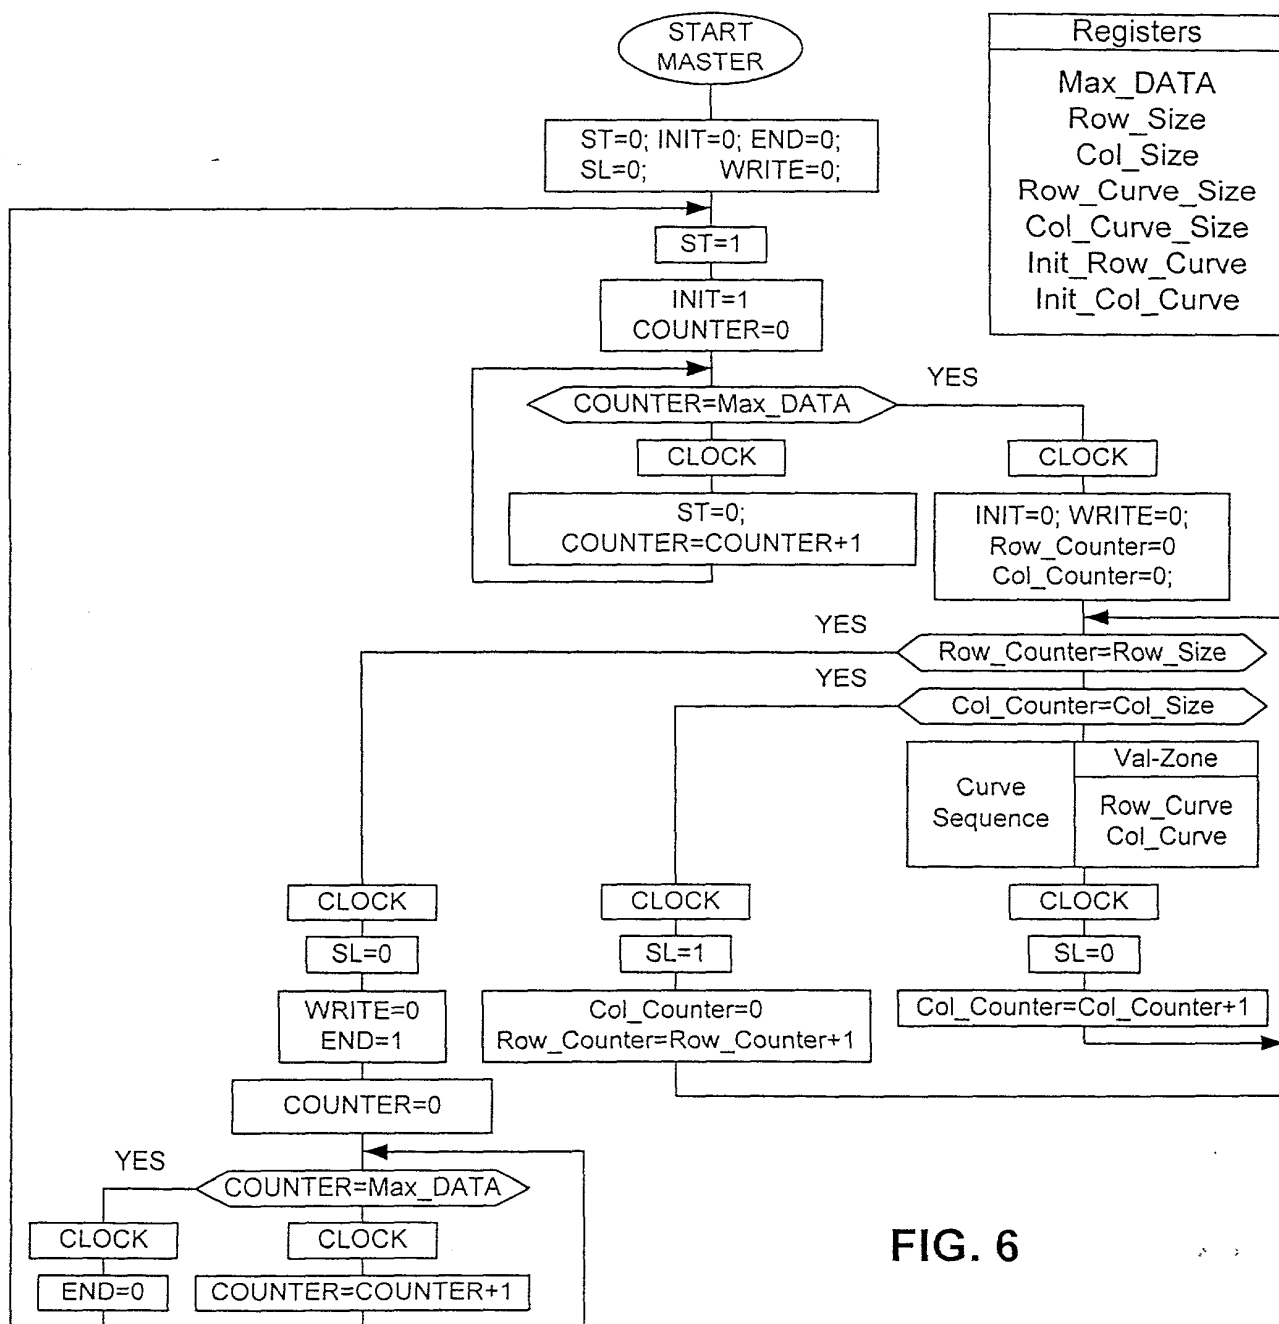 START
MASTER
ST=0; INIT=0; END=0;
SL=0; WRITE=0;
Registers
Max_DATA
Row_Size
Col_Size
Row_Curve_Size
Col_Curve_Size
Init_Row_Curve
Init_Col_Curve
ST=1
INIT=1
COUNTER=0
COUNTER=Max_DATA
YES
CLOCK
ST=0;
COUNTER=COUNTER+1
CLOCK
INIT=0; WRITE=0;
Row_Counter=0
Col_Counter=0;
YES
Row_Counter=Row_Size
YES
Col_Counter=Col_Size
Curve
Sequence
Val-Zone
Row_Curve
Col_Curve
CLOCK
SL=0
WRITE=0
END=1
COUNTER=0
CLOCK
SL=1
Col_Counter=0
Row_Counter=Row_Counter+1
CLOCK
SL=0
Col_Counter=Col_Counter+1
YES
COUNTER=Max_DATA
CLOCK
END=0
CLOCK
COUNTER=COUNTER+1
FIG. 6